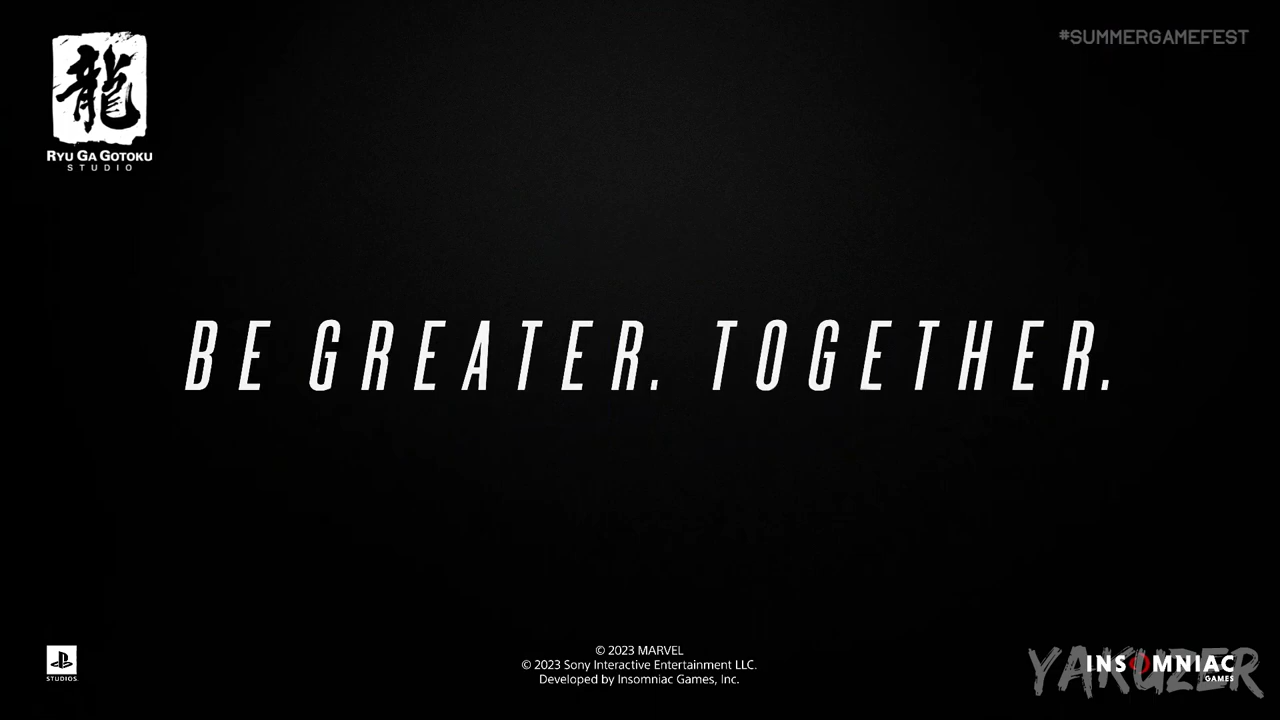 龍
RYU GA GOTOKU
STUDIO
#SUMMERGAMEFEST
BE GREATER. TOGETHER.
STUDIOS
© 2023 MARVEL
© 2023 Sony Interactive Entertainment LLC.
Developed by Insomniac Games, Inc.
INSOMNIAC
GAMES
YAKUZER